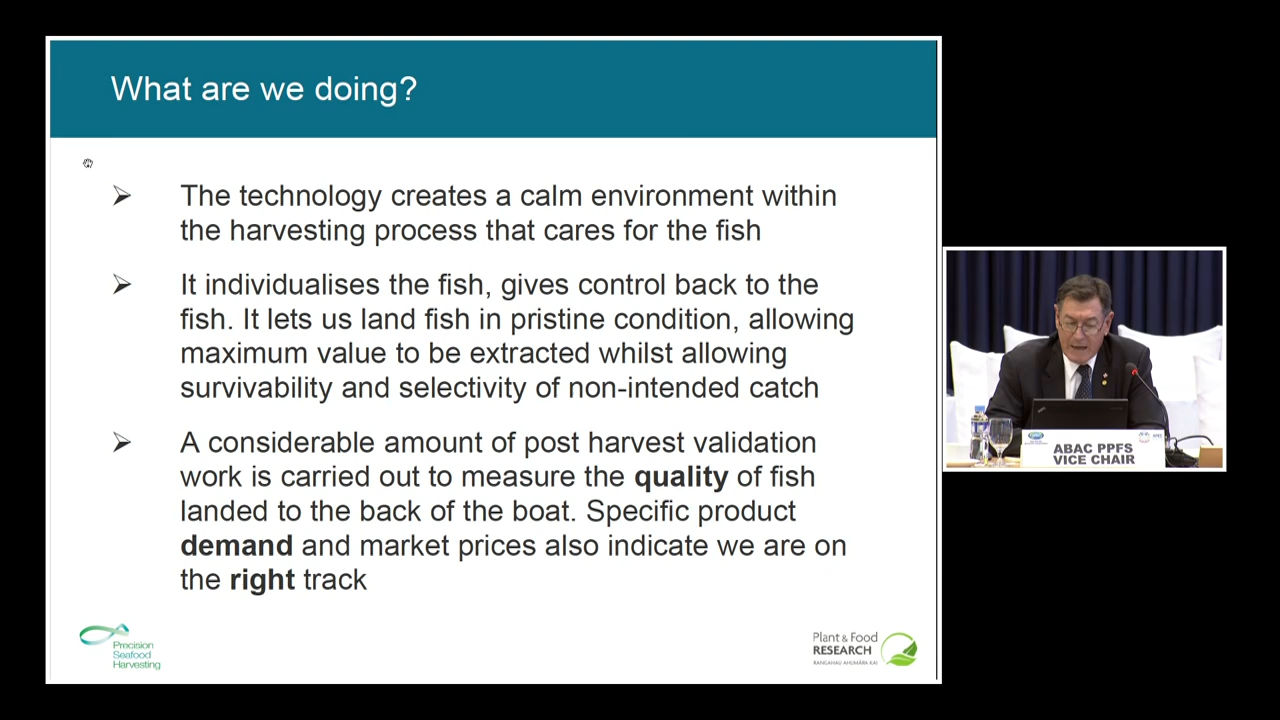 What are we doing?
The technology creates a calm environment within
the harvesting process that cares for the fish
It individualises the fish, gives control back to the
fish. It lets us land fish in pristine condition, allowing
maximum value to be extracted whilst allowing
survivability and selectivity of non-intended catch
A considerable amount of post harvest validation
work is carried out to measure the quality of fish
landed to the back of the boat. Specific product
demand and market prices also indicate we are on
the right track
Precision
Seafood
Harvesting
Plant & Food
RESEARCH
RANGAHAU AHUMĀRA KAI
ABAC PPFS
VICE CHAIR